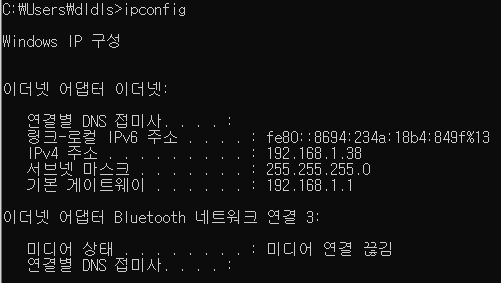 C:₩Users₩dldls>ipconfig
Windows IP 구성
이더넷 어댑터 이더넷:
연결별 DNS 접미사. . . . :
링크-로컬 IPv6 주소 . . . . : fe80::8694:234a:18b4:849f%13
IPv4 주소 . . . . . . . . . : 192.168.1.38
서브넷 마스크 . . . . . . . : 255.255.255.0
기본 게이트웨이 . . . . . . : 192.168.1.1
이더넷 어댑터 Bluetooth 네트워크 연결 3:
미디어 상태 . . . . . . . . : 미디어 연결 끊김
연결별 DNS 접미사. . . . :